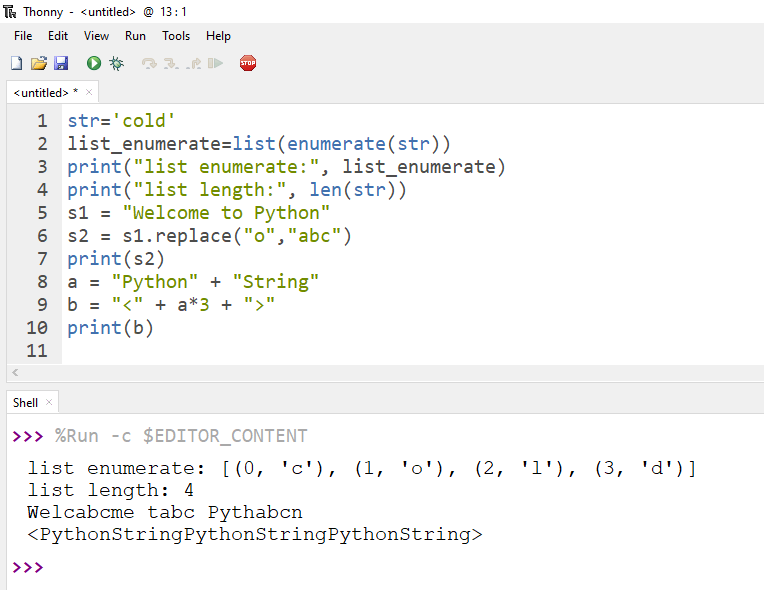 Thonny - <untitled> @ 13:1
File Edit View Run Tools Help
STOP
<untitled> *
1 str='cold'
2 list_enumerate=list(enumerate(str))
3 print("list enumerate:", list_enumerate)
4 print("list length:", len(str))
5 s1 = "Welcome to Python"
6 s2 = s1.replace("o","abc")
7 print(s2)
8 a = "Python" + "String"
9 b = "<" + a*3 + ">"
10 print(b)
11
Shell
>>> %Run -c $EDITOR_CONTENT
list enumerate: [(0, 'c'), (1, 'o'), (2, 'l'), (3, 'd')]
list length: 4
Welcabcme tabc Pythabcn
<PythonStringPythonStringPythonString>
>>>